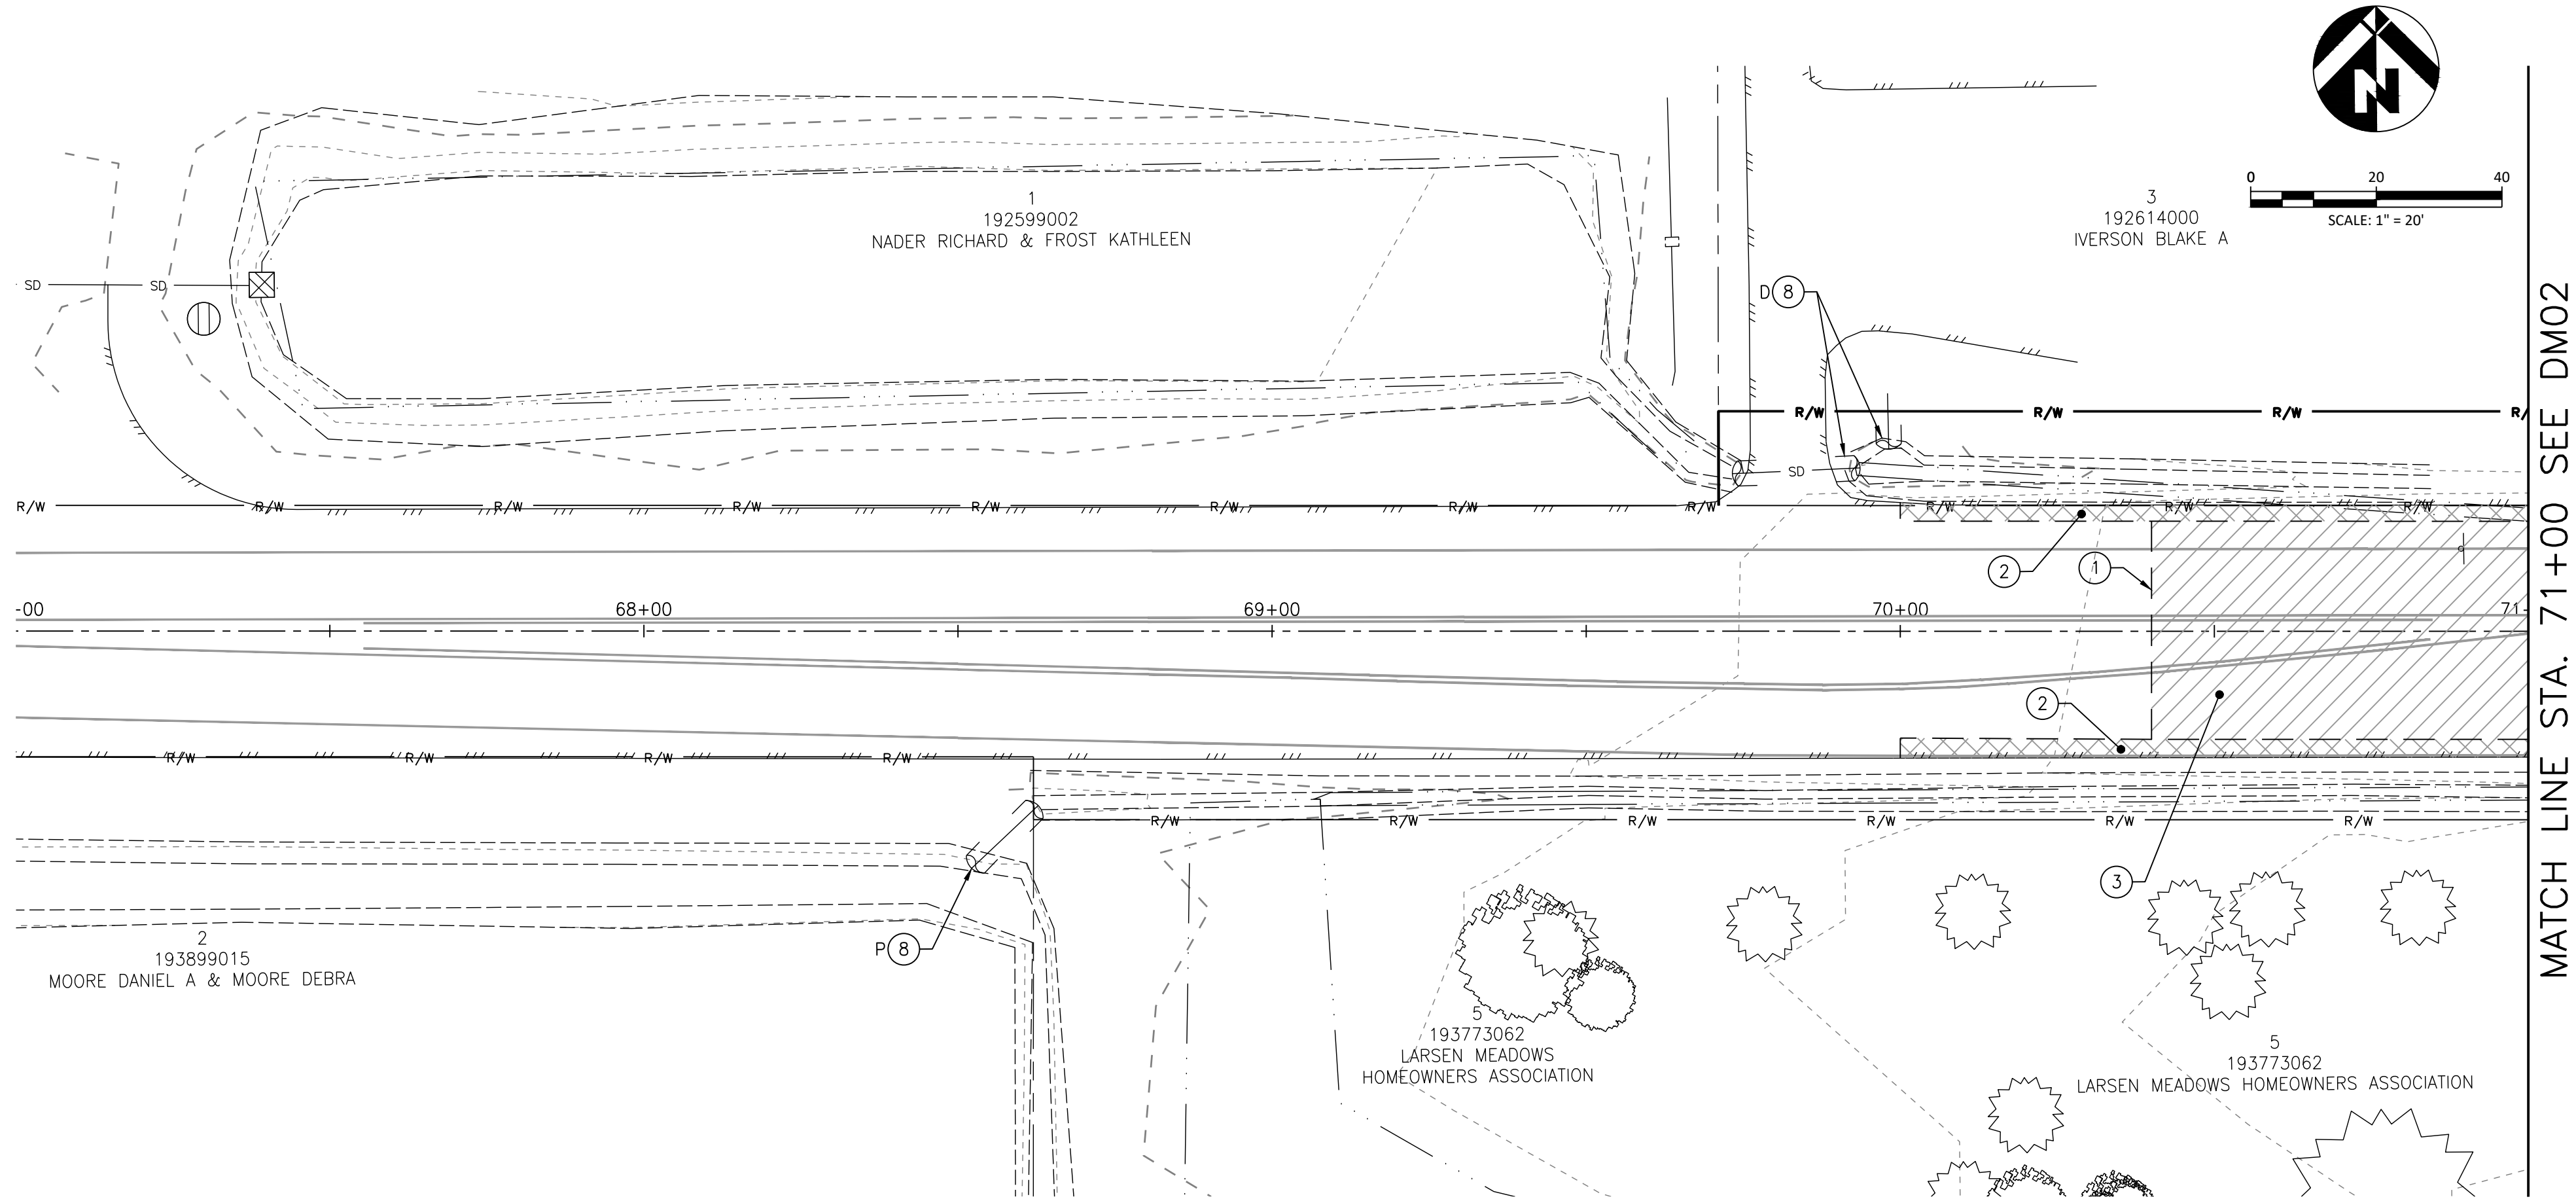 N
0 20 40
SCALE: 1" = 20'
1
192599002
NADER RICHARD & FROST KATHLEEN
3
192614000
IVERSON BLAKE A
SD SD
D 8
R/W R/W R/W R/
SD
R/W R/W R/W R/W R/W R/W R/W R/W R/W R/W R/W
2
1
-00 68+00 69+00 70+00 71
2
R/W R/W R/W R/W
R/W R/W R/W R/W R/W R/W
3
P 8
2
193899015
MOORE DANIEL A & MOORE DEBRA
5
193773062
LARSEN MEADOWS
HOMEOWNERS ASSOCIATION
5
193773062
LARSEN MEADOWS HOMEOWNERS ASSOCIATION
MATCH LINE STA. 71+00 SEE DM02